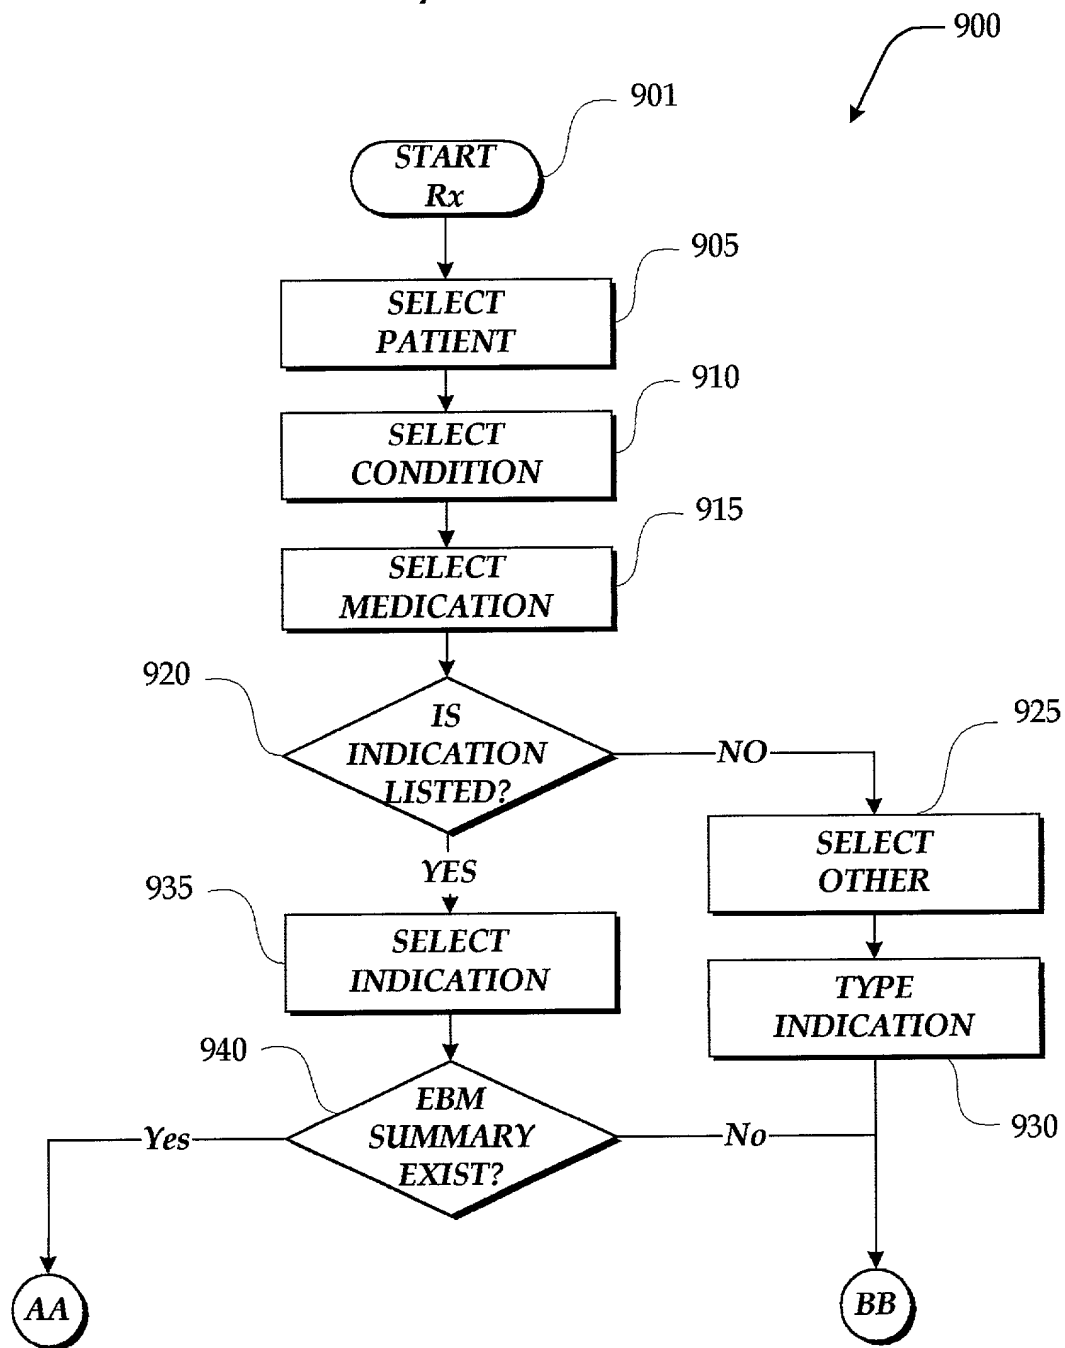 900
901
START
Rx
905
SELECT
PATIENT
910
SELECT
CONDITION
915
SELECT
MEDICATION
920
IS
INDICATION
LISTED?
NO
925
SELECT
OTHER
YES
935
SELECT
INDICATION
TYPE
INDICATION
930
940
EBM
SUMMARY
EXIST?
Yes
No
AA
BB